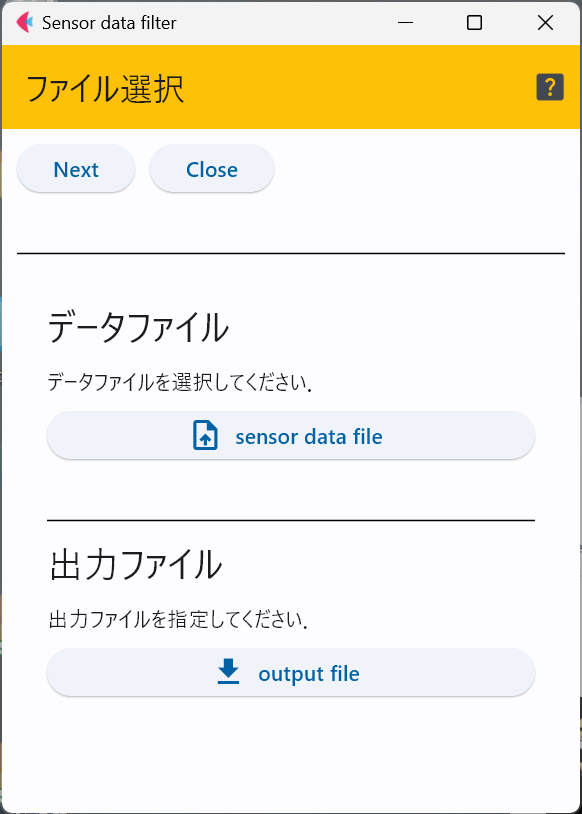 Sensor data filter
ファイル選択
?
Next
Close
データファイル
データファイルを選択してください.
sensor data file
出力ファイル
出力ファイルを指定してください.
output file